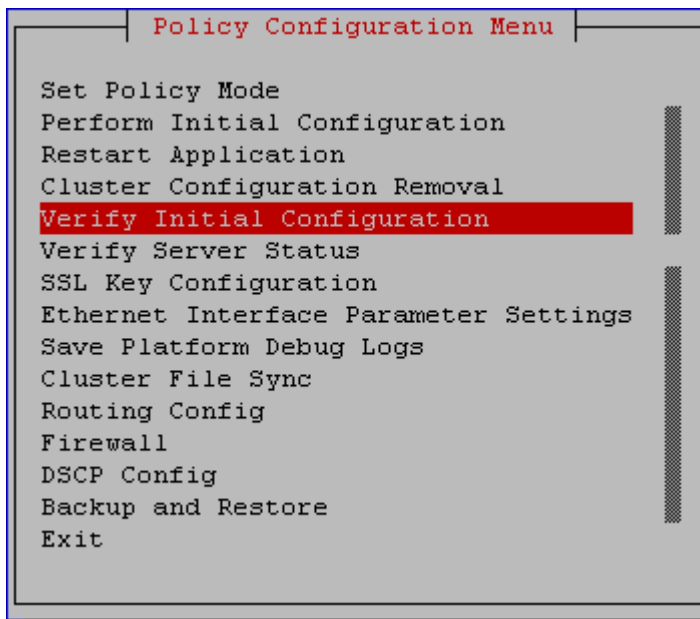 Policy Configuration Menu
Set Policy Mode
Perform Initial Configuration
Restart Application
Cluster Configuration Removal
Verify Initial Configuration
Verify Server Status
SSL Key Configuration
Ethernet Interface Parameter Settings
Save Platform Debug Logs
Cluster File Sync
Routing Config
Firewall
DSCP Config
Backup and Restore
Exit